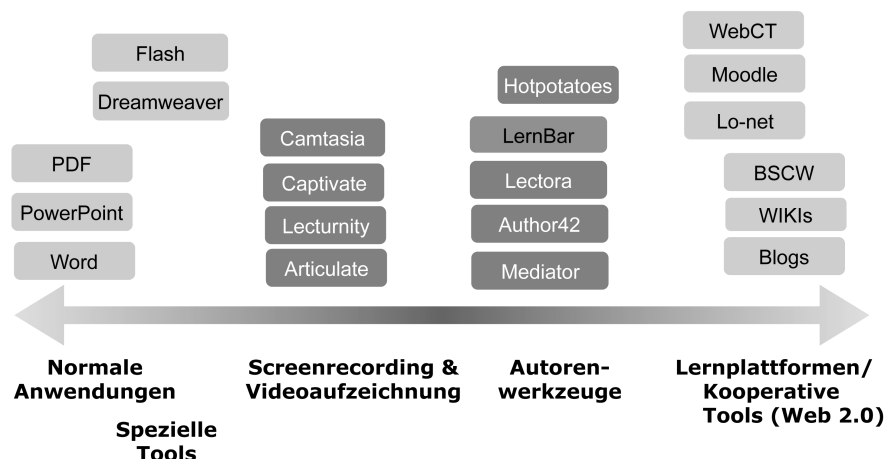 Flash
Dreamweaver
PDF
PowerPoint
Word
Camtasia
Captivate
Lecturnity
Articulate
Hotpotatoes
LernBar
Lectora
Author42
Mediator
WebCT
Moodle
Lo-net
BSCW
WIKIs
Blogs
Normale
Anwendungen
Spezielle
Tools
Screenrecording &
Videoaufzeichnung
Autoren-
werkzeuge
Lernplattformen/
Kooperative
Tools (Web 2.0)